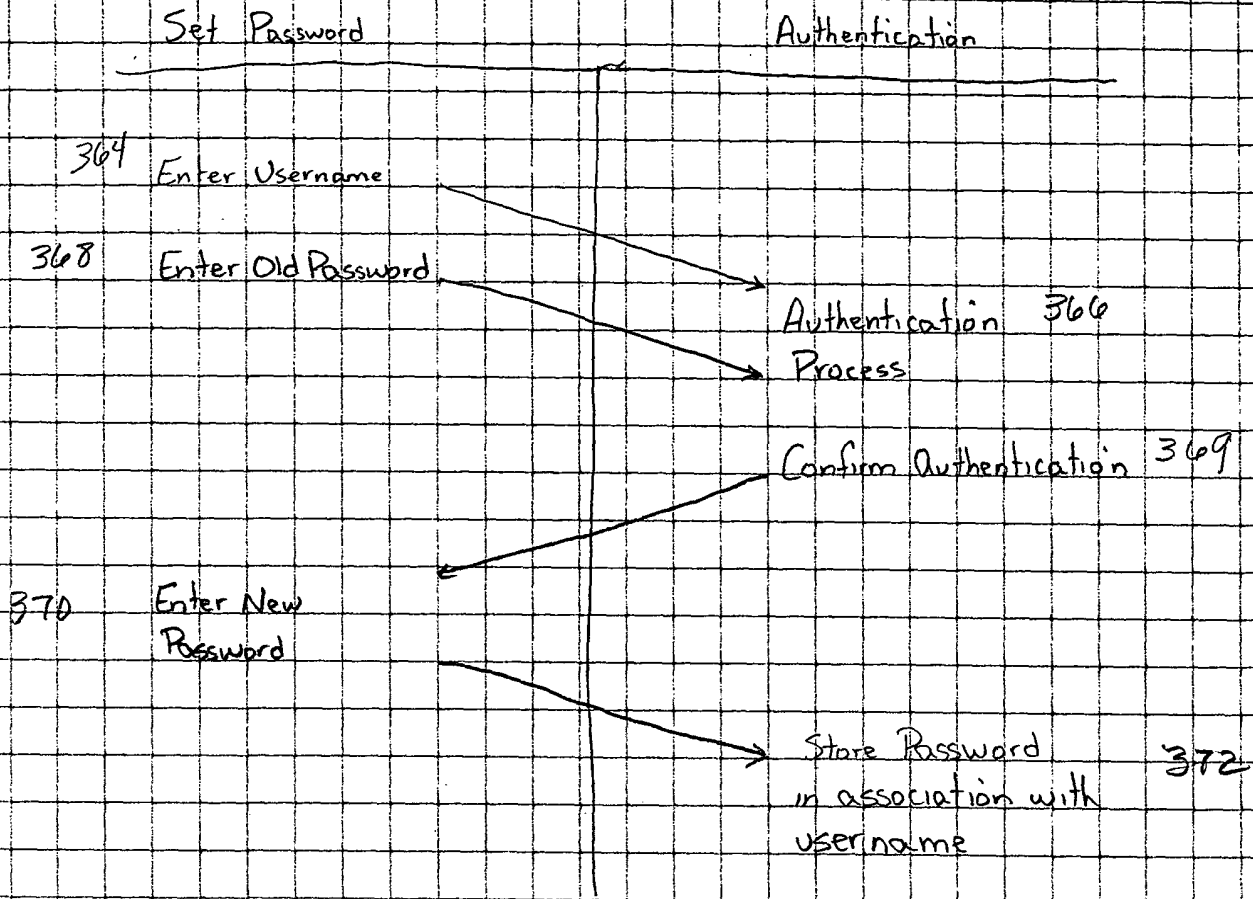 Set Password
Authentication
364 Enter Username
368 Enter Old Password
Authentication 366
Process
Confirm Authentication 369
370 Enter New
Password
Store Password 372
in association with
username